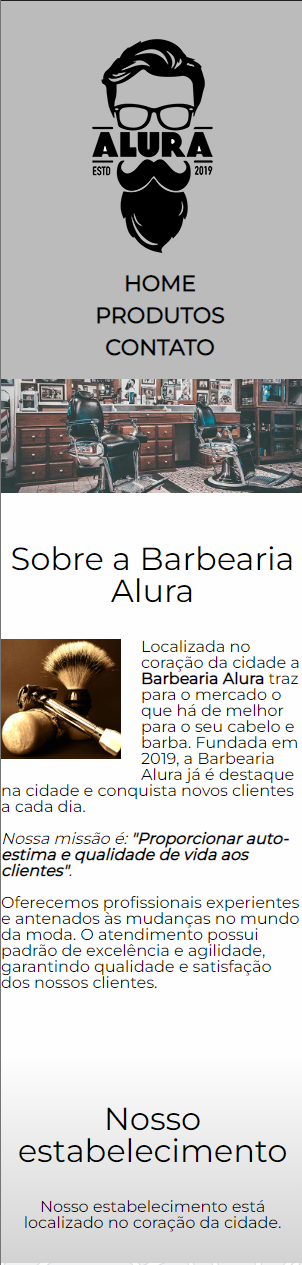 ALURA
ESTD 2019
HOME
PRODUTOS
CONTATO
Sobre a Barbearia
Alura
Localizada no
coração da cidade a
Barbearia Alura traz
para o mercado o
que há de melhor
para o seu cabelo e
barba. Fundada em
2019, a Barbearia
Alura já é destaque
na cidade e conquista novos clientes
a cada dia.
Nossa missão é: "Proporcionar auto-
estima e qualidade de vida aos
clientes".
Oferecemos profissionais experientes
e antenados às mudanças no mundo
da moda. O atendimento possui
padrão de excelência e agilidade,
garantindo qualidade e satisfação
dos nossos clientes.
Nosso
estabelecimento
Nosso estabelecimento está
localizado no coração da cidade.